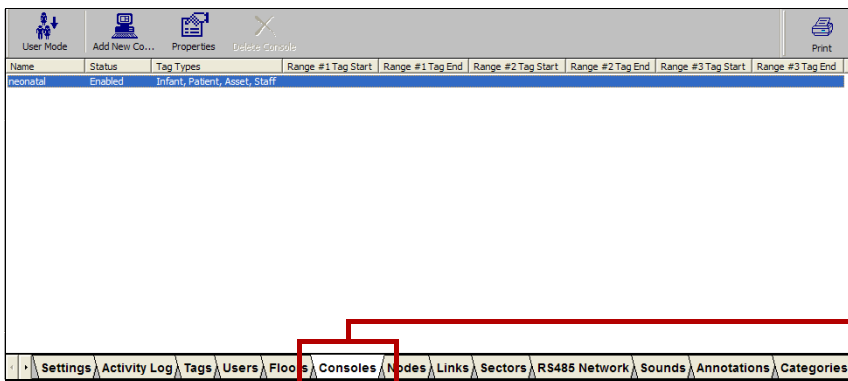 User Mode Add New Co... Properties Delete Console Print
Name Status Tag Types Range #1 Tag Start Range #1 Tag End Range #2 Tag Start Range #2 Tag End Range #3 Tag Start Range #3 Tag End
neonatal Enabled Infant, Patient, Asset, Staff
Settings Activity Log Tags Users Floors Consoles Nodes Links Sectors RS485 Network Sounds Annotations Categories